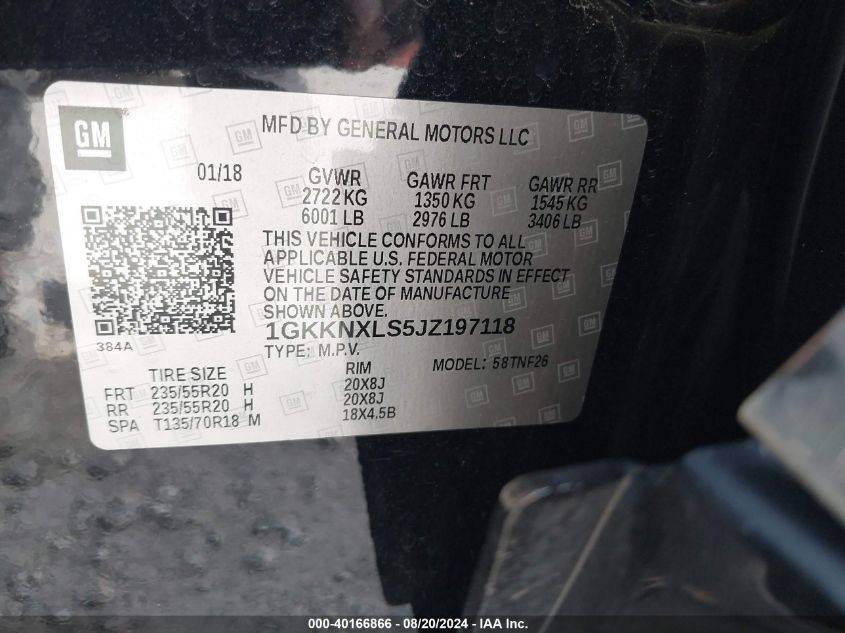 GM
MFD BY GENERAL MOTORS LLC
01/18 GVWR GAWR FRT GAWR RR
2722 KG 1350 KG 1545 KG
6001 LB 2976 LB 3406 LB
THIS VEHICLE CONFORMS TO ALL
APPLICABLE U.S. FEDERAL MOTOR
VEHICLE SAFETY STANDARDS IN EFFECT
ON THE DATE OF MANUFACTURE
SHOWN ABOVE.
384A
1GKKNXLS5JZ197118
TYPE: M.P.V. MODEL: 58TNF26
TIRE SIZE RIM
FRT 235/55R20 H 20X8J
RR 235/55R20 H 20X8J
SPA T135/70R18 M 18X4.5B
000-40166866 - 08/20/2024 - IAA Inc.